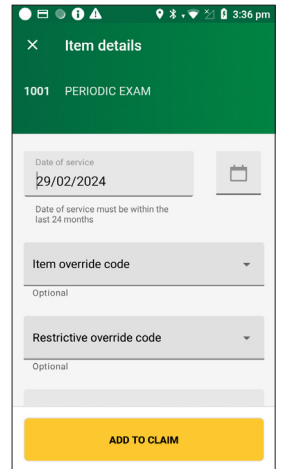 3:36 pm
Item details
1001 PERIODIC EXAM
Date of service
29/02/2024
Date of service must be within the
last 24 months
Item override code
Optional
Restrictive override code
Optional
ADD TO CLAIM